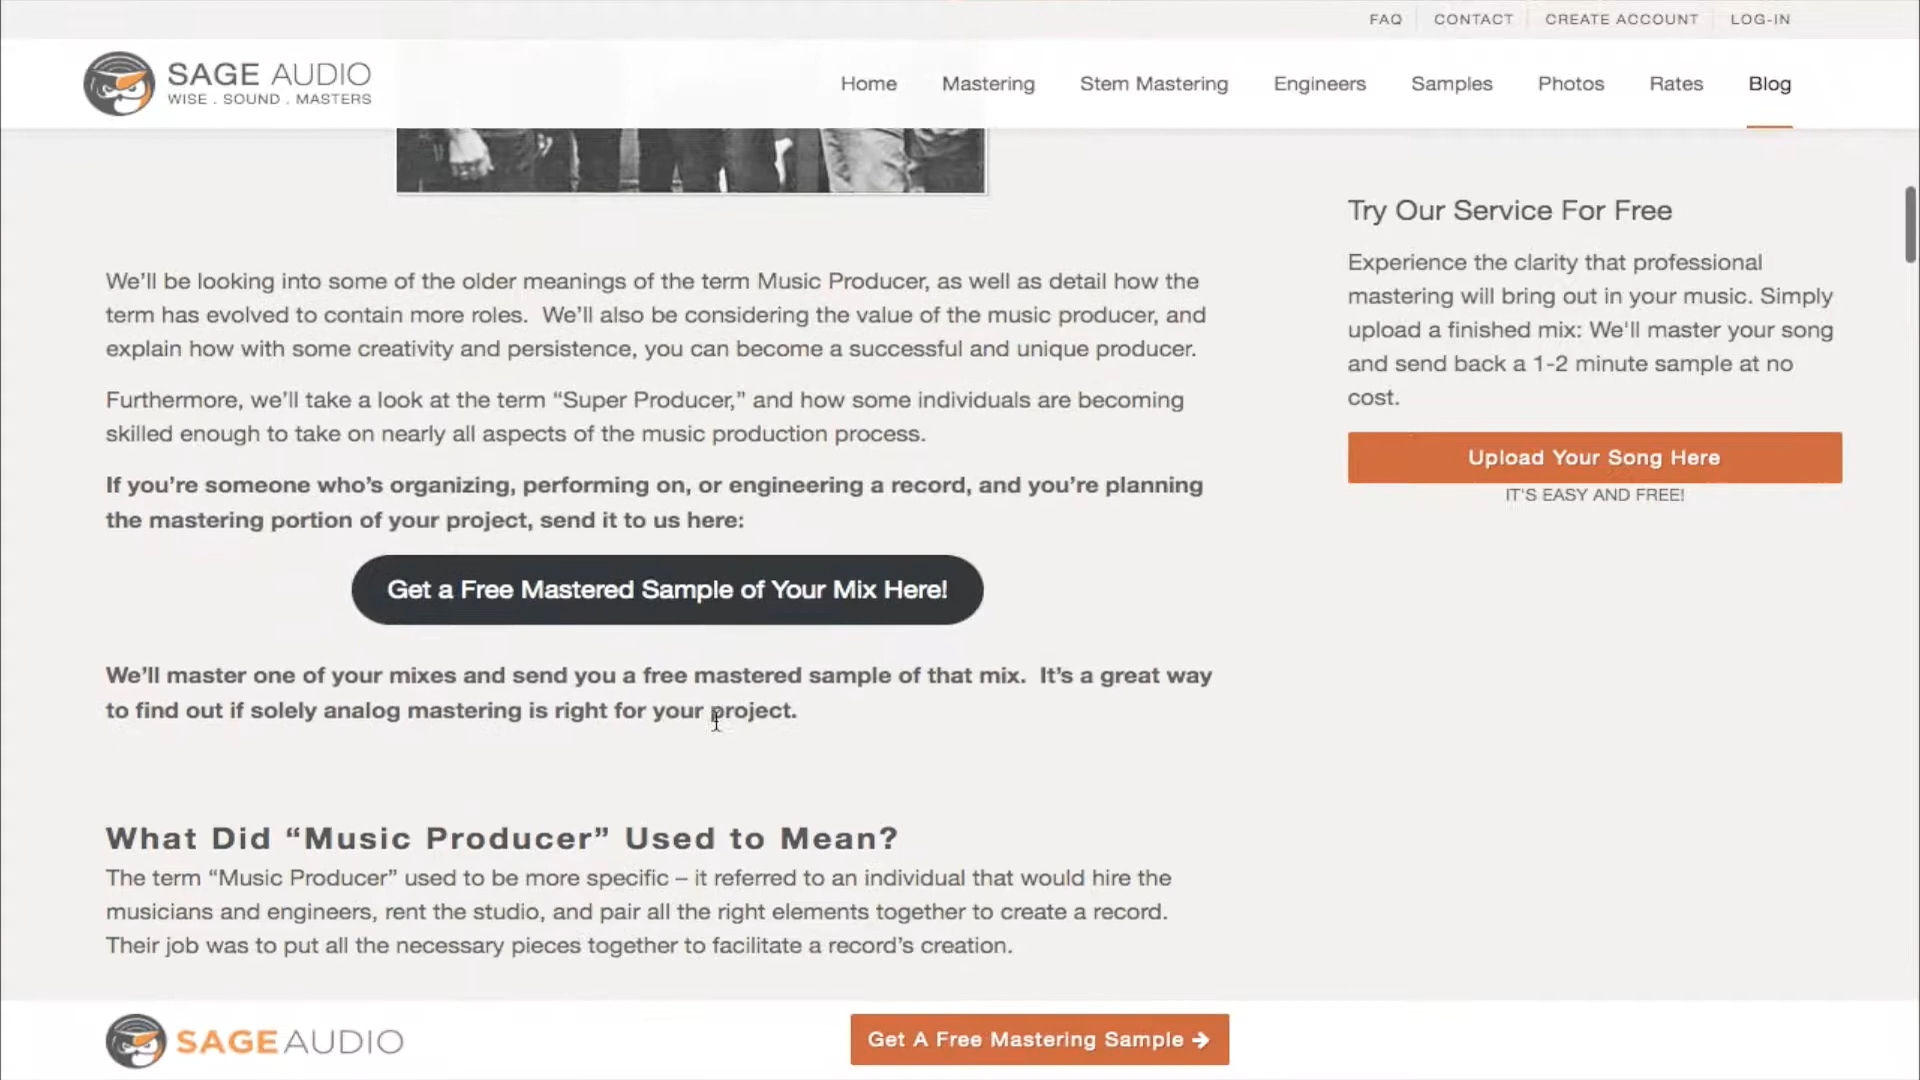 FAQ CONTACT CREATE ACCOUNT LOG-IN
SAGE AUDIO
WISE . SOUND . MASTERS
Home Mastering Stem Mastering Engineers Samples Photos Rates Blog
We’ll be looking into some of the older meanings of the term Music Producer, as well as detail how the
term has evolved to contain more roles.  We’ll also be considering the value of the music producer, and
explain how with some creativity and persistence, you can become a successful and unique producer.
Furthermore, we’ll take a look at the term “Super Producer,” and how some individuals are becoming
skilled enough to take on nearly all aspects of the music production process.
If you’re someone who’s organizing, performing on, or engineering a record, and you’re planning
the mastering portion of your project, send it to us here:
Get a Free Mastered Sample of Your Mix Here!
We’ll master one of your mixes and send you a free mastered sample of that mix.  It’s a great way
to find out if solely analog mastering is right for your project.
What Did “Music Producer” Used to Mean?
The term “Music Producer” used to be more specific – it referred to an individual that would hire the
musicians and engineers, rent the studio, and pair all the right elements together to create a record.
Their job was to put all the necessary pieces together to facilitate a record’s creation.
Try Our Service For Free
Experience the clarity that professional
mastering will bring out in your music. Simply
upload a finished mix: We'll master your song
and send back a 1-2 minute sample at no
cost.
Upload Your Song Here
IT'S EASY AND FREE!
SAGE AUDIO
Get A Free Mastering Sample →